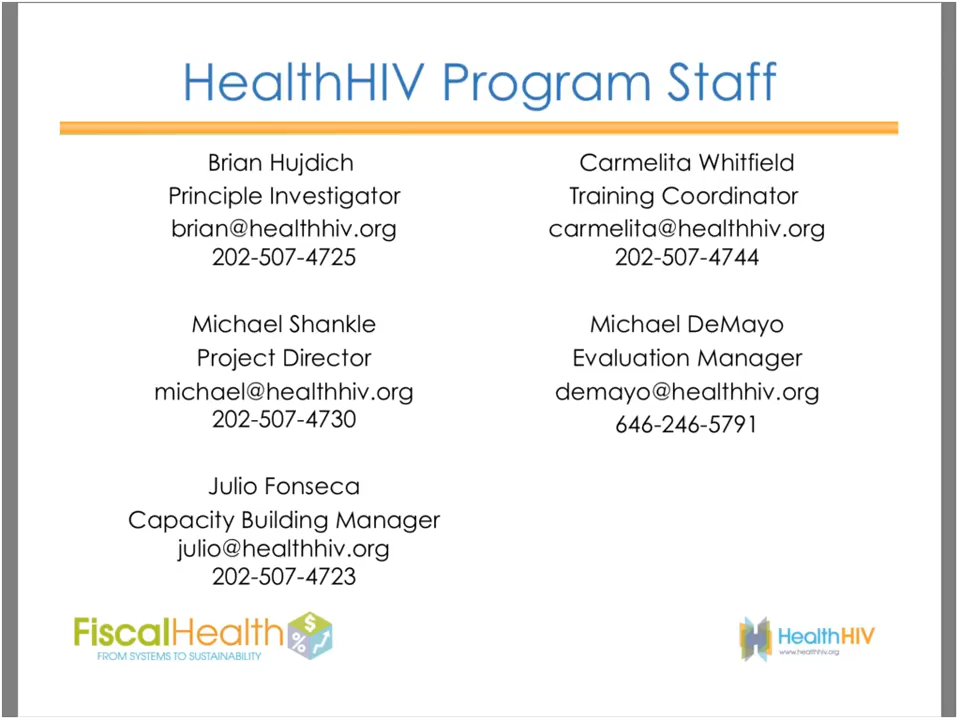 HealthHIV Program Staff
Brian Hujdich
Principle Investigator
brian@healthhiv.org
202-507-4725
Carmelita Whitfield
Training Coordinator
carmelita@healthhiv.org
202-507-4744
Michael Shankle
Project Director
michael@healthhiv.org
202-507-4730
Michael DeMayo
Evaluation Manager
demayo@healthhiv.org
646-246-5791
Julio Fonseca
Capacity Building Manager
julio@healthhiv.org
202-507-4723
FiscalHealth
FROM SYSTEMS TO SUSTAINABILITY
$
%
HealthHIV
www.healthhiv.org